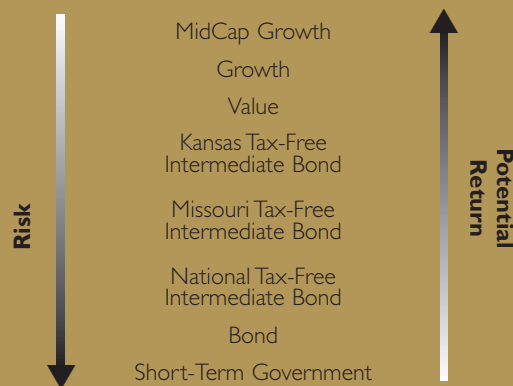 MidCap Growth
Growth
Value
Kansas Tax-Free
Intermediate Bond
Missouri Tax-Free
Intermediate Bond
National Tax-Free
Intermediate Bond
Bond
Short-Term Government
Risk
Potential
Return